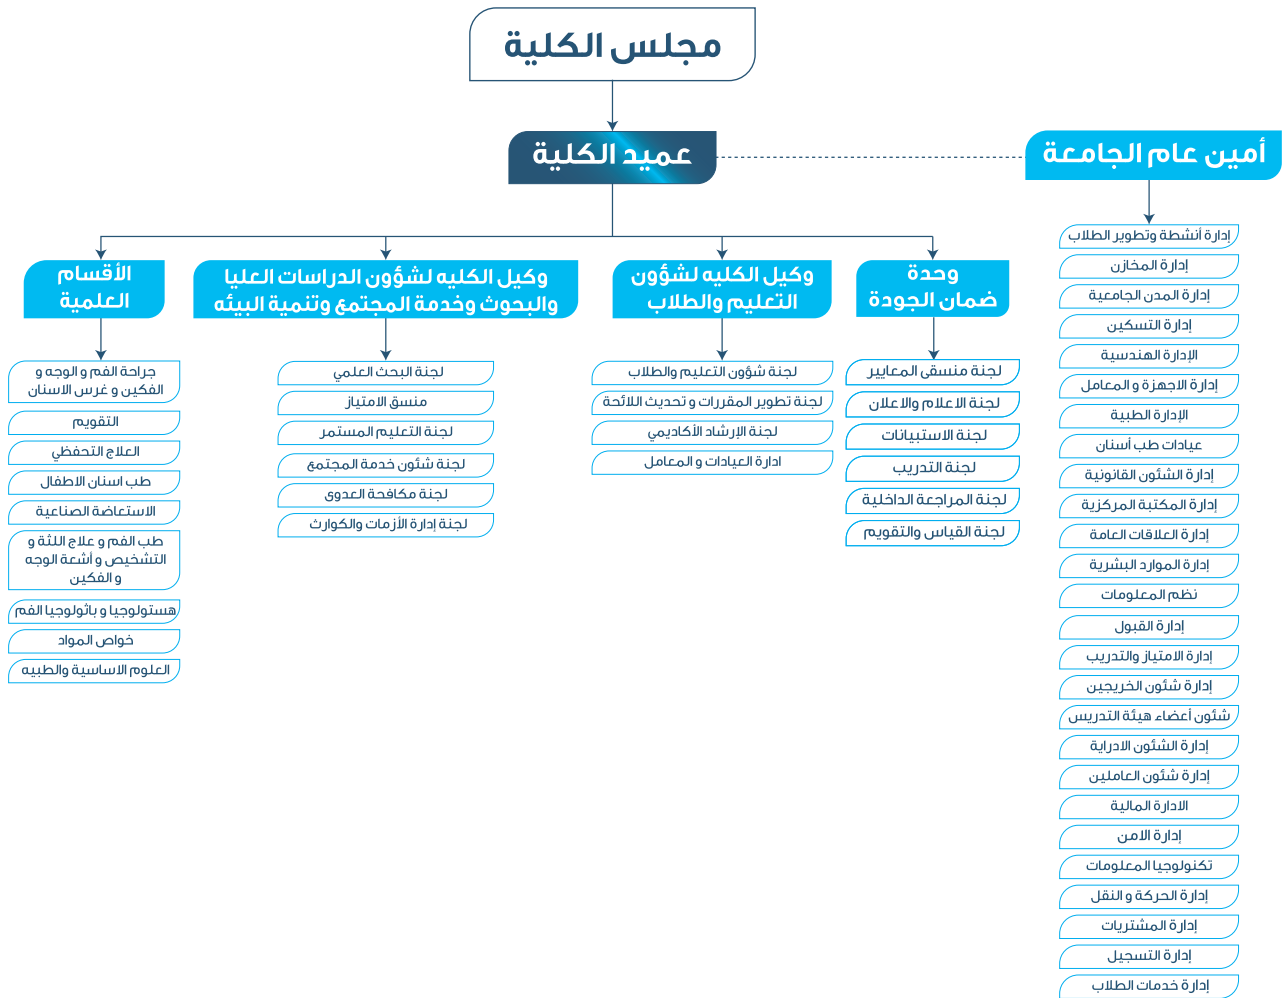 مجلس الكلية
عميد الكلية
أمين عام الجامعة
إدارة أنشطة وتطوير الطلاب
إدارة المخازن
إدارة المدن الجامعية
إدارة التسكين
الإدارة الهندسية
إدارة الاجهزة و المعامل
الإدارة الطبية
عيادات طب أسنان
إدارة الشئون القانونية
إدارة المكتبة المركزية
إدارة العلاقات العامة
إدارة الموارد البشرية
نظم المعلومات
إدارة القبول
إدارة الامتياز والتدريب
إدارة شئون الخريجين
شئون أعضاء هيئة التدريس
إدارة الشئون الادراية
إدارة شئون العاملين
الادارة المالية
إدارة الامن
تكنولوجيا المعلومات
إدارة الحركة و النقل
إدارة المشتريات
إدارة التسجيل
إدارة خدمات الطلاب
وحدة
ضمان الجودة
لجنة منسقى المعايير
لجنة الاعلام والاعلان
لجنة الاستبيانات
لجنة التدريب
لجنة المراجعة الداخلية
لجنة القياس والتقويم
وكيل الكليه لشؤون
التعليم والطلاب
لجنة شؤون التعليم والطلاب
لجنة تطوير المقررات و تحديث اللائحة
لجنة الإرشاد الأكاديمي
ادارة العيادات و المعامل
وكيل الكليه لشؤون الدراسات العليا
والبحوث وخدمة المجتمع وتنمية البيئه
لجنة البحث العلمي
منسق الامتياز
لجنة التعليم المستمر
لجنة شئون خدمة المجتمع
لجنة مكافحة العدوى
لجنة إدارة الأزمات والكوارث
الأقسام
العلمية
جراحة الفم و الوجه و
الفكين و غرس الاسنان
التقويم
العلاج التحفظي
طب اسنان الاطفال
الاستعاضة الصناعية
طب الفم و علاج اللثة و
التشخيص و أشعة الوجه
و الفكين
هستولوجيا و باثولوجيا الفم
خواص المواد
العلوم الاساسية والطبيه